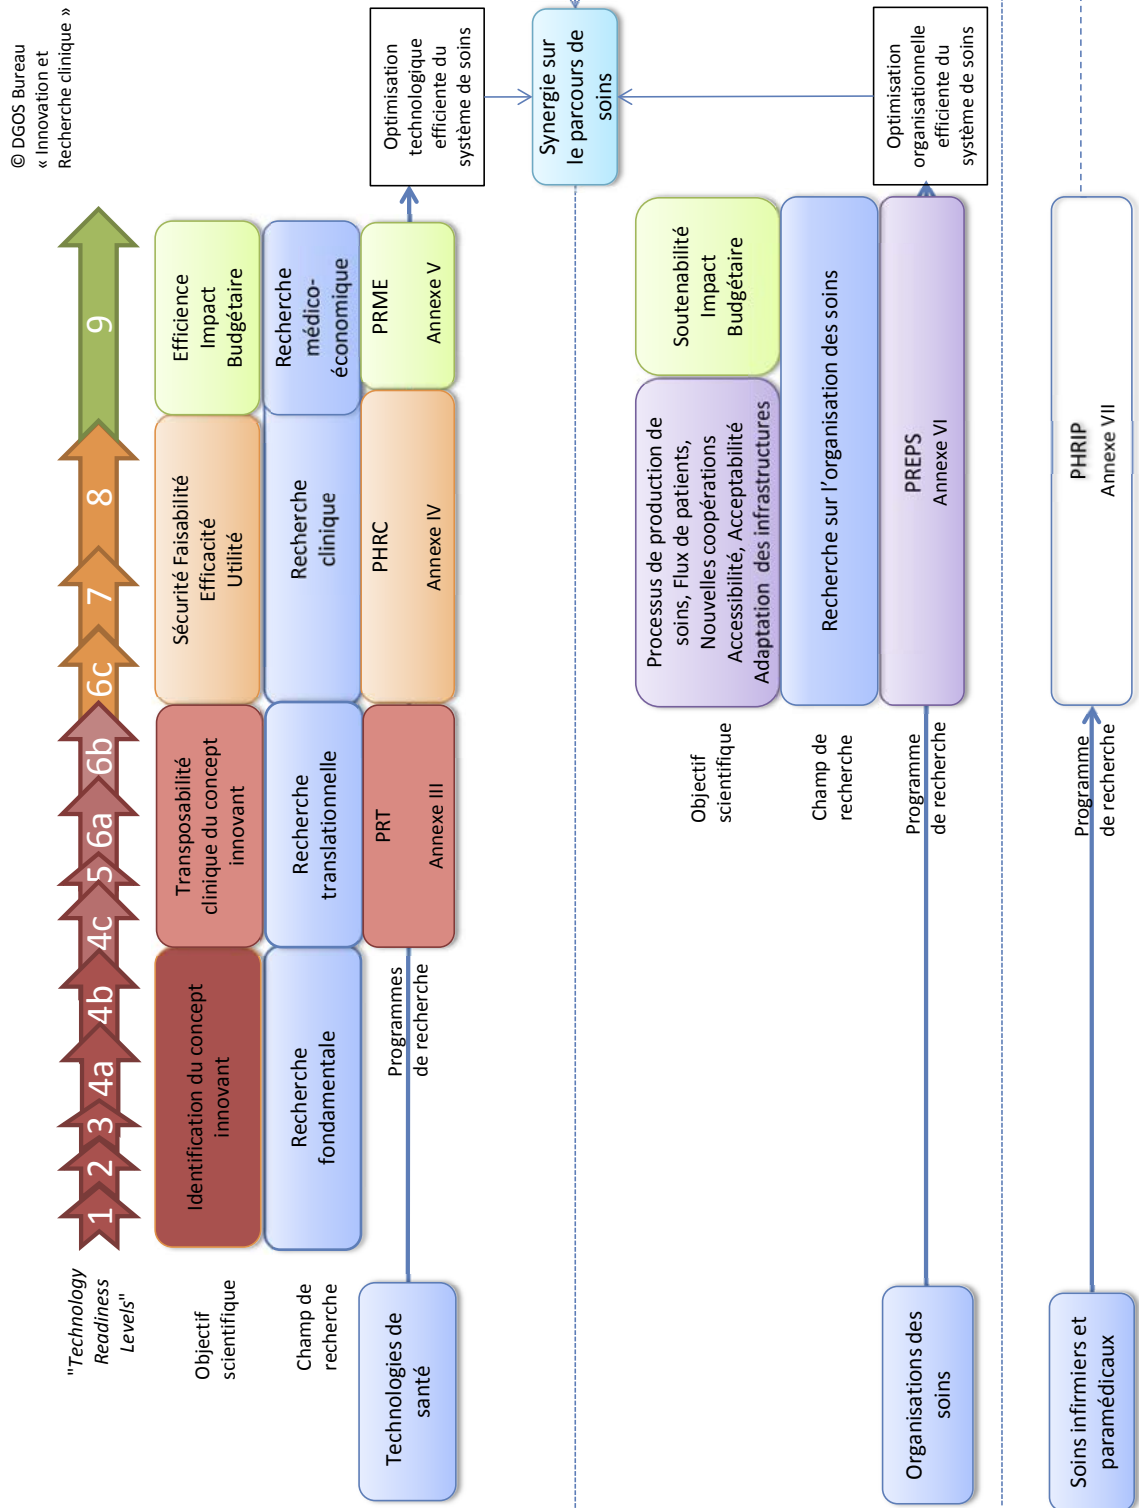 © DGOS Bureau
« Innovation et
Recherche clinique »
"Technology
Readiness
Levels"
1
2
3
4a
4b
4c
5
6a
6b
6c
7
8
9
Objectif
scientifique
Identification du concept
innovant
Transposabilité
clinique du concept
innovant
Sécurité Faisabilité
Efficacité
Utilité
Efficience
Impact
Budgétaire
Champ de
recherche
Recherche
fondamentale
Recherche
translationnelle
Recherche
clinique
Recherche
médico-
économique
Technologies de
santé
Programmes
de recherche
PRT
Annexe III
PHRC
Annexe IV
PRME
Annexe V
Optimisation
technologique
efficiente du
système de soins
Synergie sur
le parcours de
soins
Objectif
scientifique
Processus de production de
soins, Flux de patients,
Nouvelles coopérations
Accessibilité, Acceptabilité
Adaptation des infrastructures
Soutenabilité
Impact
Budgétaire
Champ de
recherche
Recherche sur l'organisation des soins
Organisations des
soins
Programme
de recherche
PREPS
Annexe VI
Optimisation
organisationnelle
efficiente du
système de soins
Soins infirmiers et
paramédicaux
Programme
de recherche
PHRIP
Annexe VII